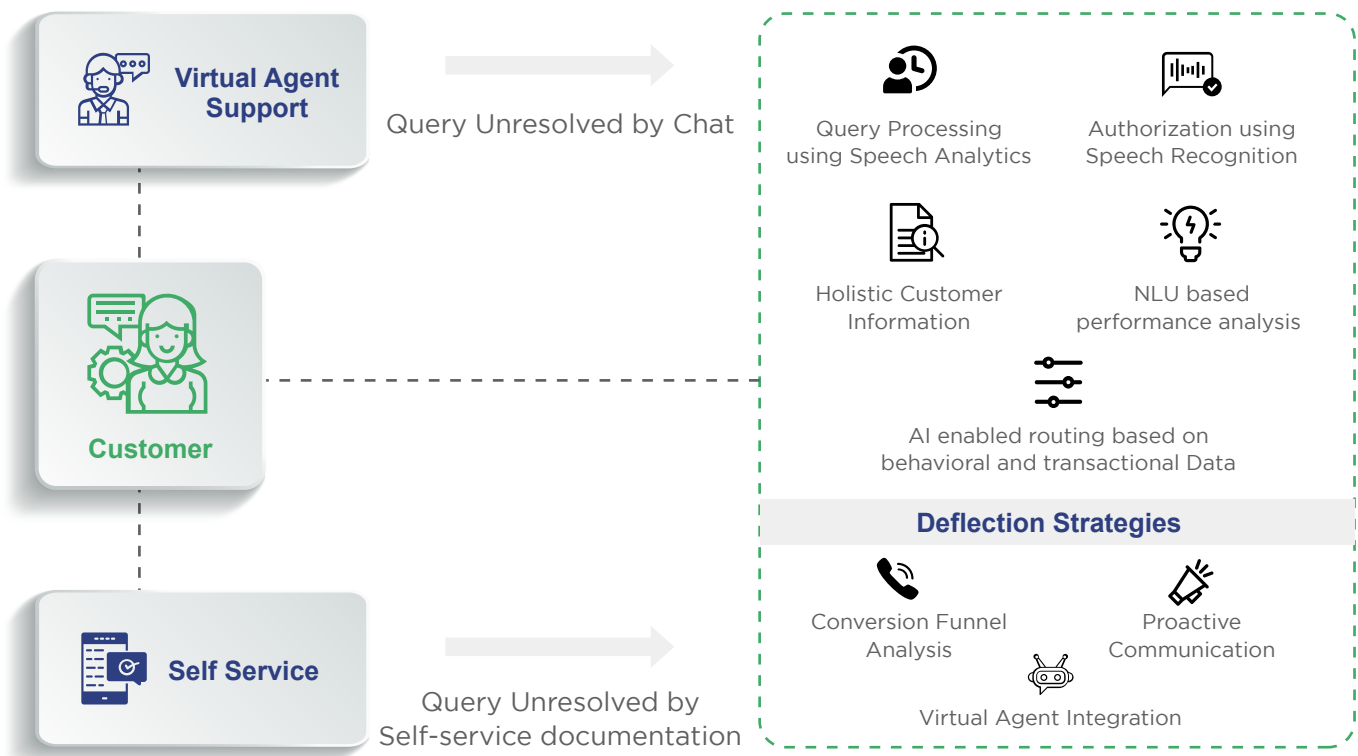 Virtual Agent
Support
Query Unresolved by Chat
Customer
Self Service
Query Unresolved by
Self-service documentation
Query Processing
using Speech Analytics
Authorization using
Speech Recognition
Holistic Customer
Information
NLU based
performance analysis
AI enabled routing based on
behavioral and transactional Data
Deflection Strategies
Conversion Funnel
Analysis
Proactive
Communication
Virtual Agent Integration